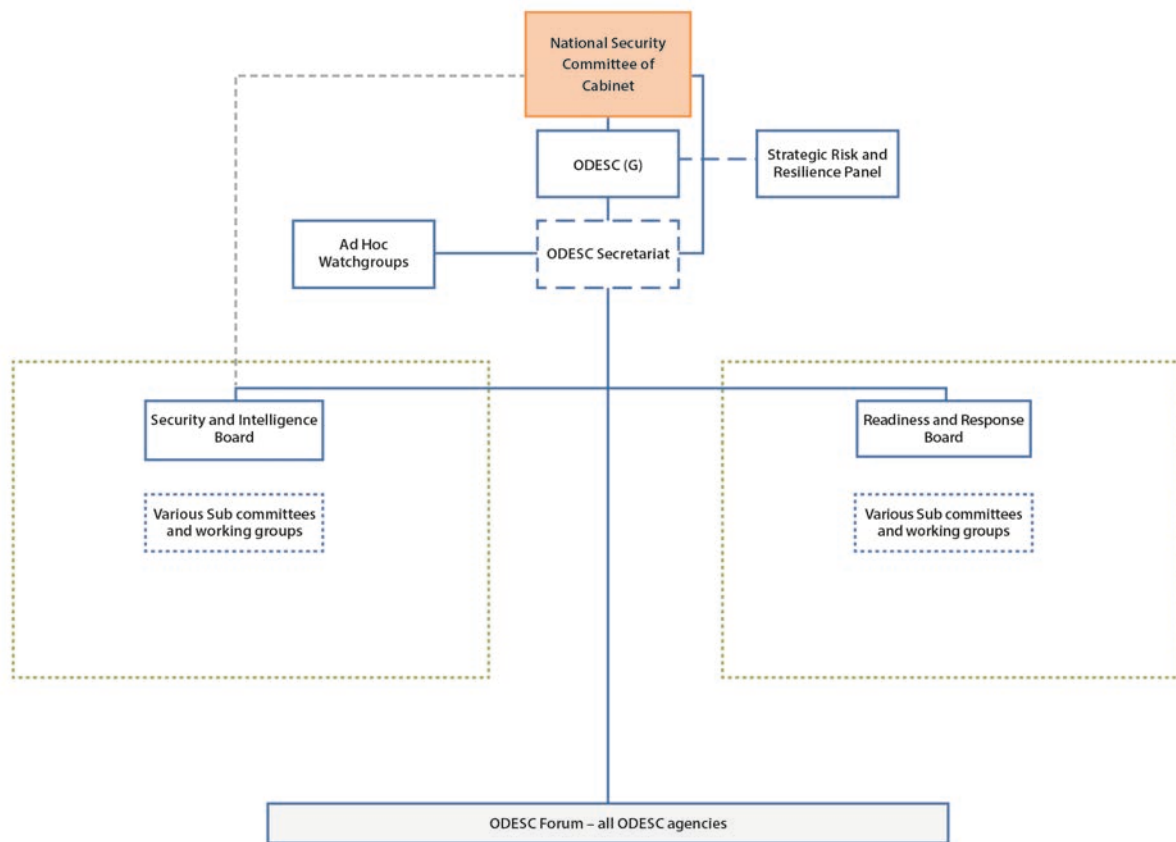 National Security
Committee of
Cabinet
ODESC (G)
Strategic Risk and
Resilience Panel
Ad Hoc
Watchgroups
ODESC Secretariat
Security and Intelligence
Board
Readiness and Response
Board
Various Sub committees
and working groups
Various Sub committees
and working groups
ODESC Forum – all ODESC agencies